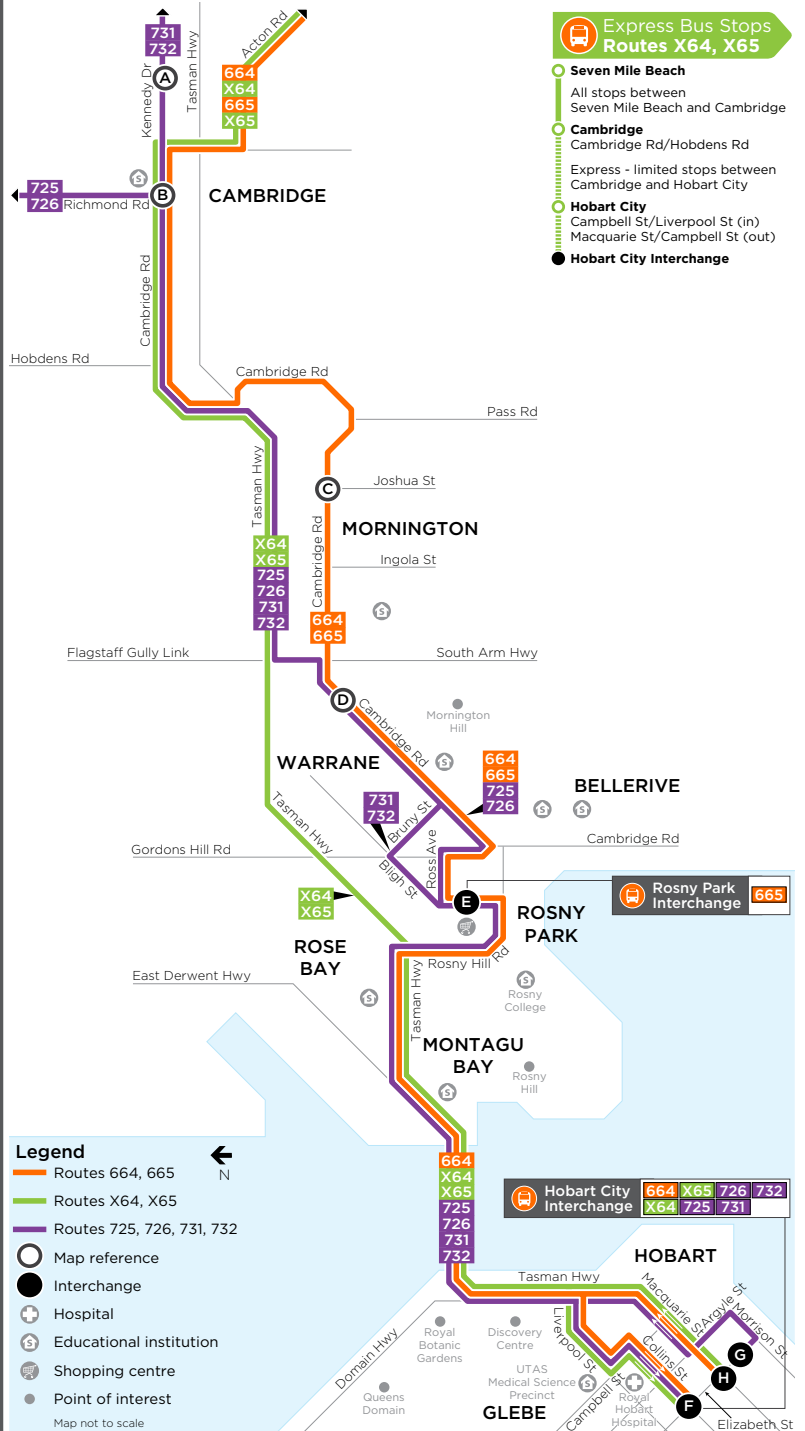 731
732
A
Kennedy Dr
Tasman Hwy
Acton Rd
664
X64
665
X65
Express Bus Stops
Routes X64, X65
Seven Mile Beach
All stops between
Seven Mile Beach and Cambridge
Cambridge
Cambridge Rd/Hobdens Rd
Express - limited stops between
Cambridge and Hobart City
Hobart City
Campbell St/Liverpool St (in)
Macquarie St/Campbell St (out)
Hobart City Interchange
S
725
726
Richmond Rd
B
CAMBRIDGE
Cambridge Rd
Hobdens Rd
Cambridge Rd
Pass Rd
Tasman Hwy
C
Joshua St
MORNINGTON
Cambridge Rd
Ingola St
X64
X65
725
726
731
732
664
665
S
Flagstaff Gully Link
South Arm Hwy
D
Cambridge Rd
Mornington
Hill
S
WARRANE
664
665
725
726
BELLERIVE
S
S
731
732
Bruny St
Tasman Hwy
Gordons Hill Rd
Cambridge Rd
Bligh St
Ross Ave
X64
X65
E
Rosny Park
Interchange
665
ROSNY
PARK
ROSE
BAY
Rosny Hill Rd
East Derwent Hwy
Tasman Hwy
S
S
Rosny
College
MONTAGU
BAY
Rosny
Hill
S
Legend
N
Routes 664, 665
Routes X64, X65
Routes 725, 726, 731, 732
Map reference
Interchange
Hospital
S
Educational institution
Shopping centre
Point of interest
Map not to scale
664
X64
X65
725
726
731
732
Hobart City
Interchange
664 X65 726 732
X64 725 731
HOBART
Tasman Hwy
Macquarie St
Argyle St
Morrison St
Domain Hwy
Royal
Botanic
Gardens
Discovery
Centre
Liverpool St
Collins St
G
H
F
UTAS
Medical Science
Precinct
S
Queens
Domain
GLEBE
Campbell St
Royal
Hobart
Hospital
Elizabeth St